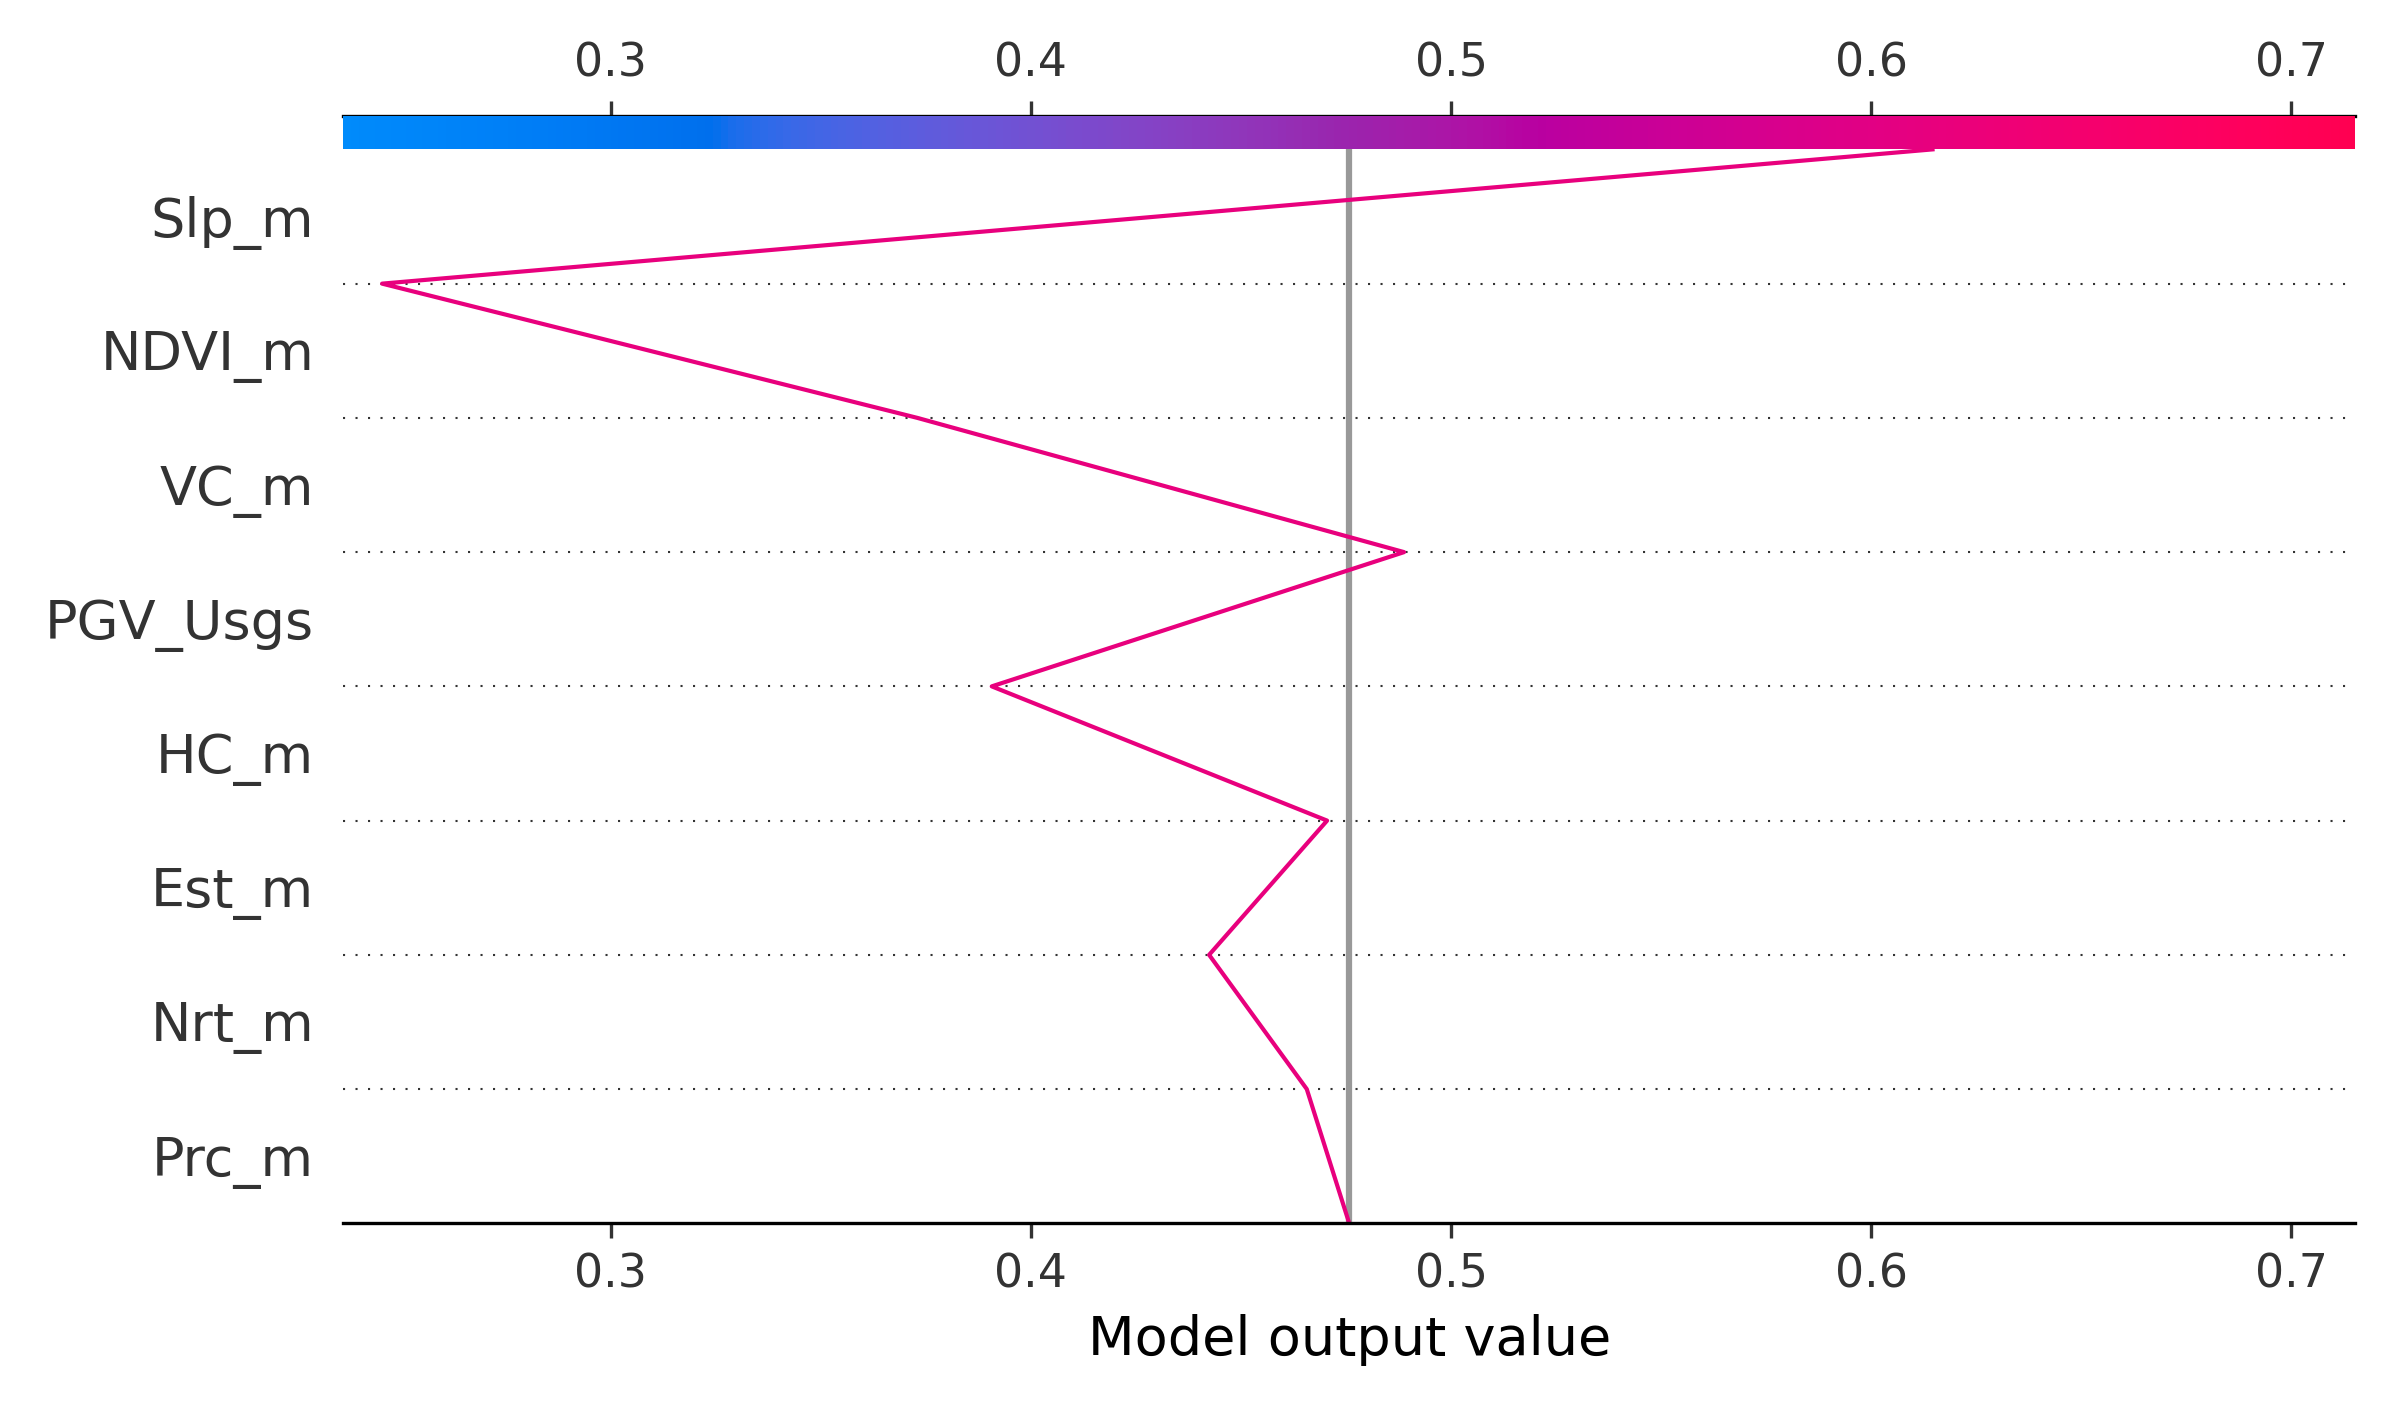 0.3 0.4 0.5 0.6 0.7
Slp_m
NDVI_m
VC_m
PGV_Usgs
HC_m
Est_m
Nrt_m
Prc_m
0.3 0.4 0.5 0.6 0.7
Model output value